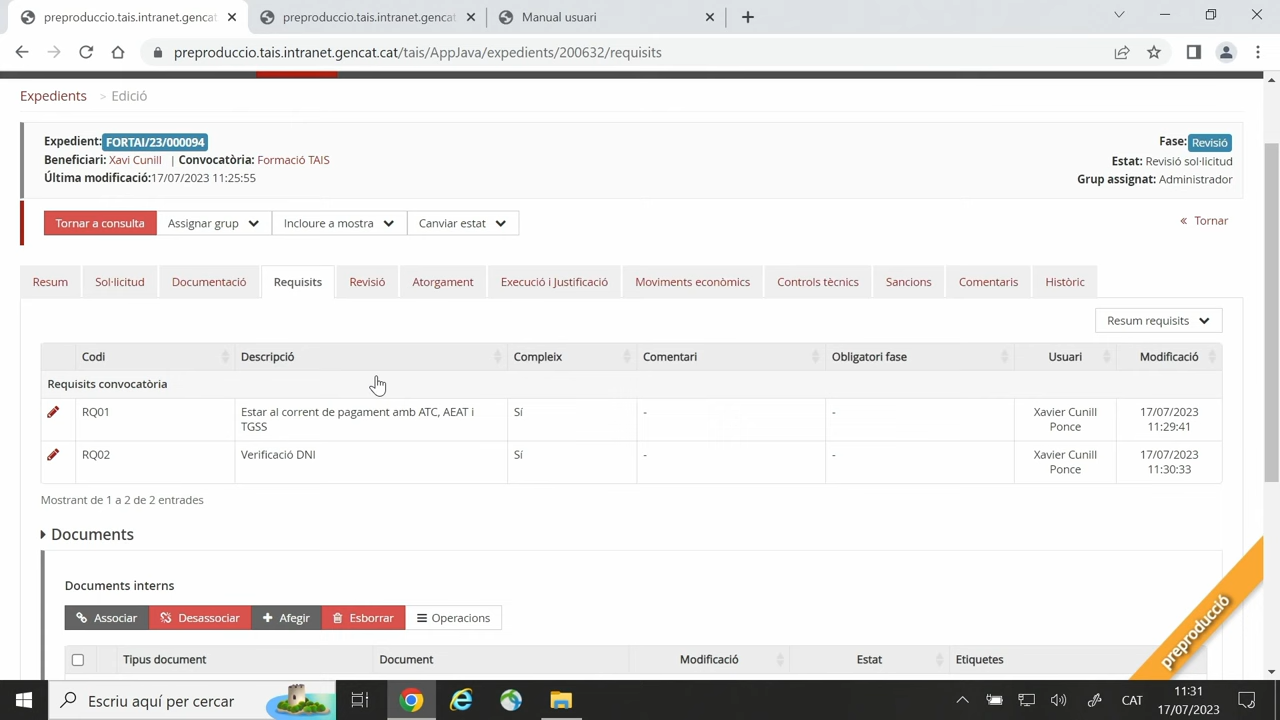 preproduccio.tais.intranet.gencat
preproduccio.tais.intranet.gencat
Manual usuari
preproduccio.tais.intranet.gencat.cat/tais/AppJava/expedients/200632/requisits
Expedients > Edició
Expedient: FORTAI/23/000094
Fase: Revisió
Beneficiari: Xavi Cunill | Convocatòria: Formació TAIS
Estat: Revisió sol·licitud
Última modificació:17/07/2023 11:25:55
Grup assignat: Administrador
Tornar a consulta
Assignar grup
Incloure a mostra
Canviar estat
« Tornar
Resum
Sol·licitud
Documentació
Requisits
Revisió
Atorgament
Execució i Justificació
Moviments econòmics
Controls tècnics
Sancions
Comentaris
Històric
Resum requisits
Codi
Descripció
Compleix
Comentari
Obligatori fase
Usuari
Modificació
Requisits convocatòria
RQ01
Estar al corrent de pagament amb ATC, AEAT i
TGSS
Sí
-
-
Xavier Cunill
Ponce
17/07/2023
11:29:41
RQ02
Verificació DNI
Sí
-
-
Xavier Cunill
Ponce
17/07/2023
11:30:33
Mostrant de 1 a 2 de 2 entrades
Documents
Documents interns
Associar
Desassociar
Afegir
Esborrar
Operacions
Tipus document
Document
Modificació
Estat
Etiquetes
preproducció
Escriu aquí per cercar
CAT
11:31
17/07/2023